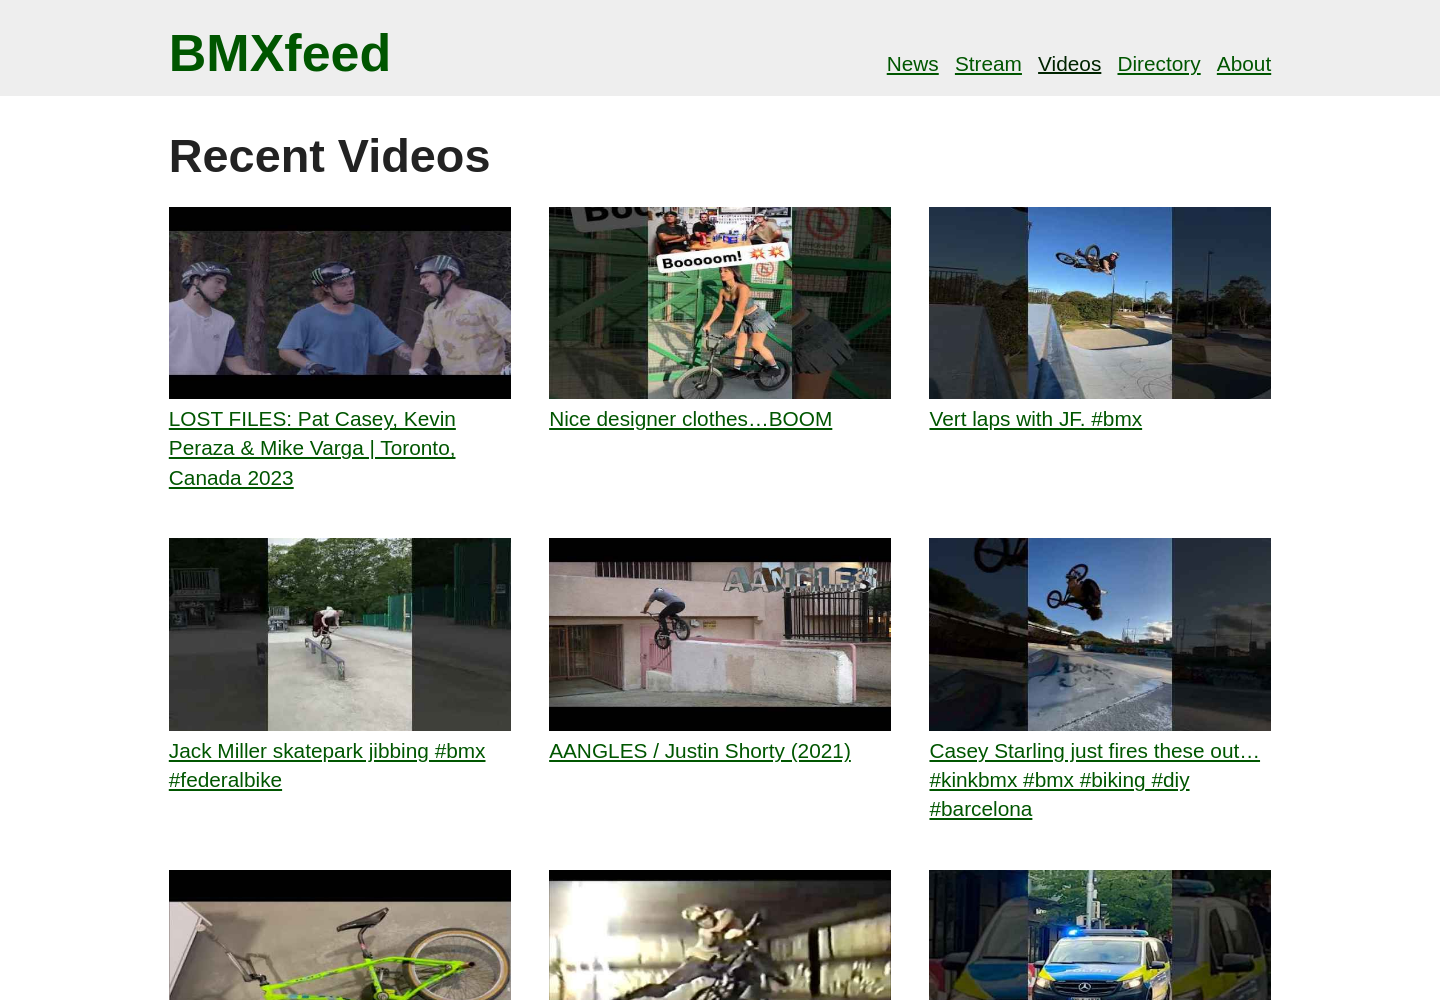 BMXfeed
News Stream Videos Directory About
Recent Videos
Boo
Booooom! 💥💥
LOST FILES: Pat Casey, Kevin
Peraza & Mike Varga | Toronto,
Canada 2023
Nice designer clothes…BOOM
Vert laps with JF. #bmx
AANGLES
Jack Miller skatepark jibbing #bmx
#federalbike
AANGLES / Justin Shorty (2021)
Casey Starling just fires these out…
#kinkbmx #bmx #biking #diy
#barcelona